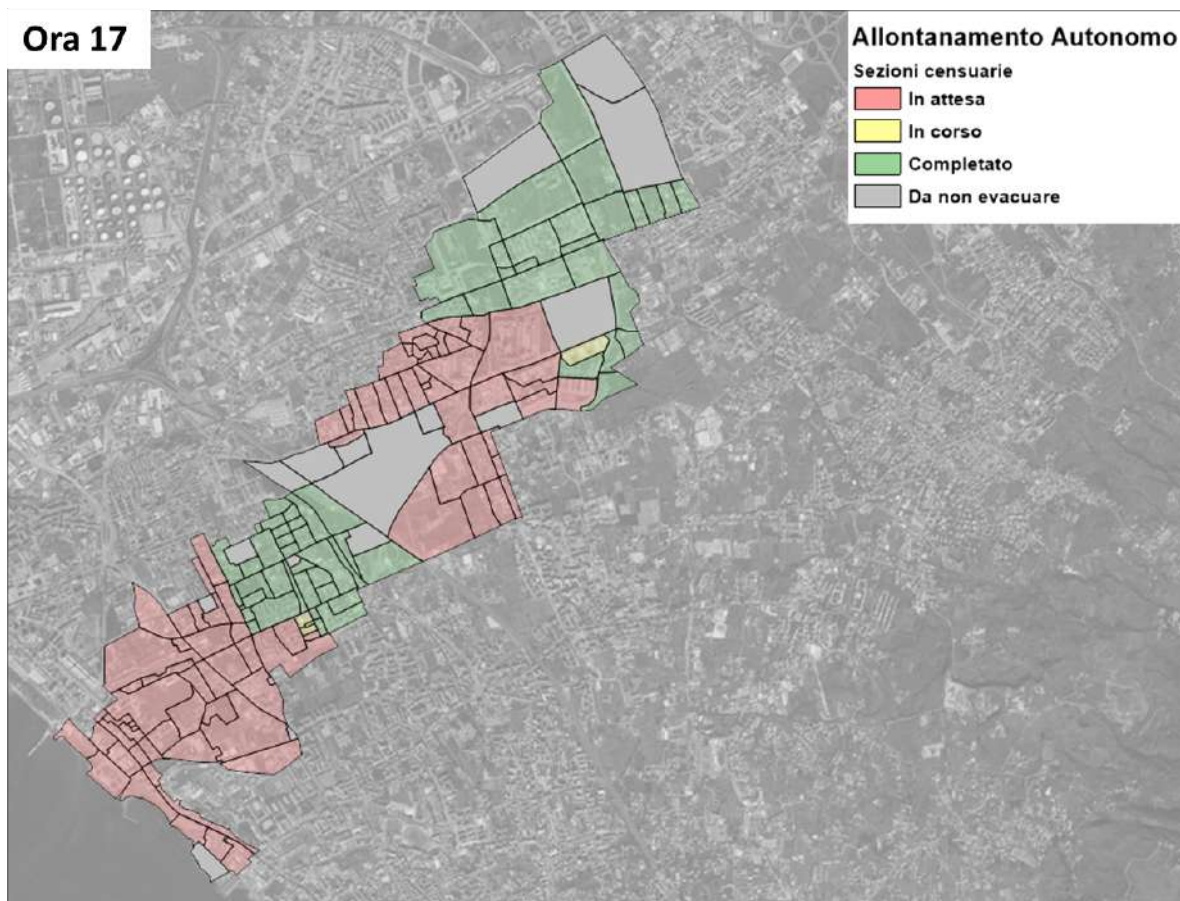 Ora 17
Allontanamento Autonomo
Sezioni censuarie
In attesa
In corso
Completato
Da non evacuare